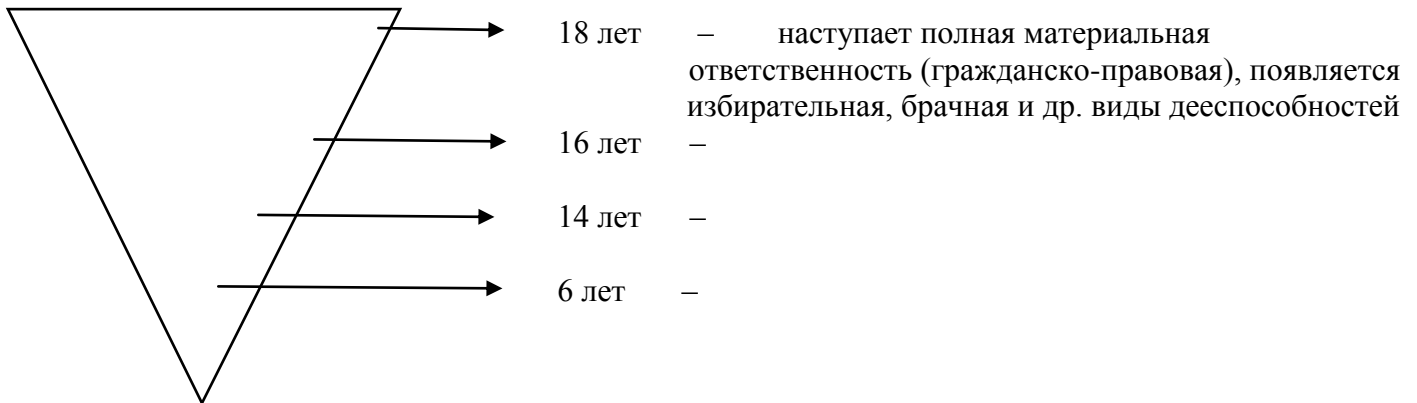 18 лет – наступает полная материальная
ответственность (гражданско-правовая), появляется
избирательная, брачная и др. виды дееспособностей
16 лет –
14 лет –
6 лет –